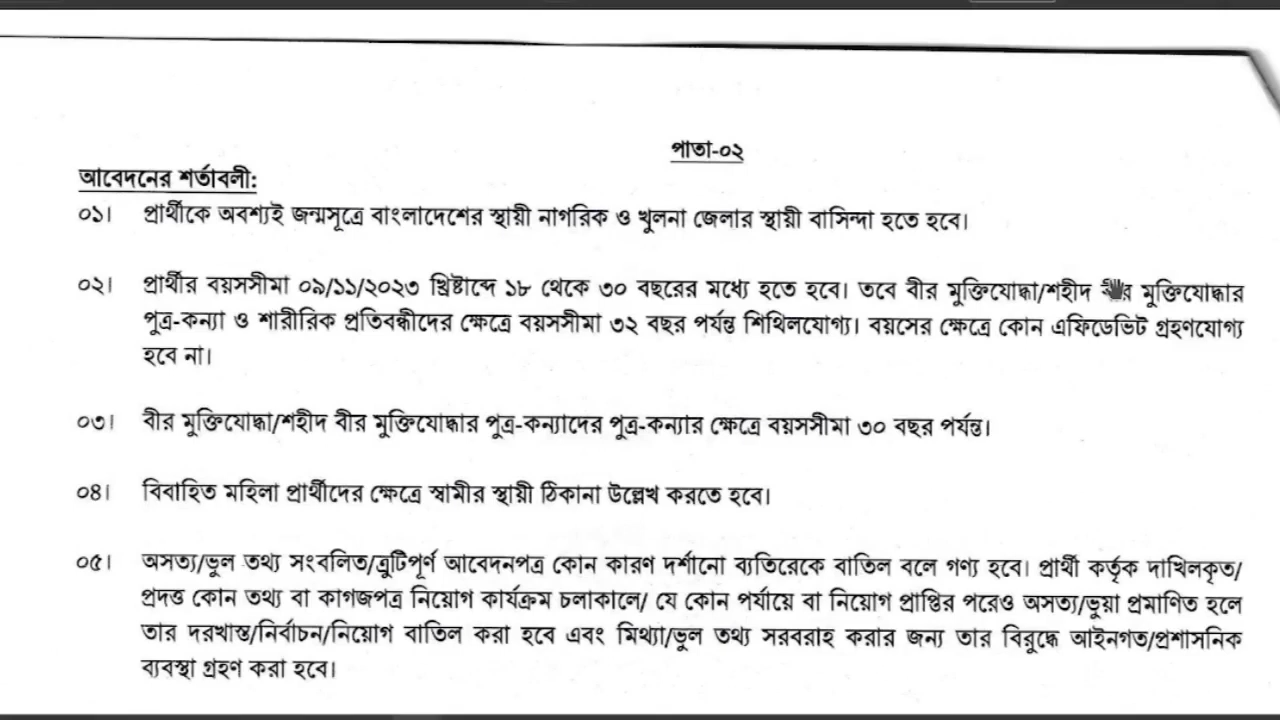 পাতা-০২
আবেদনের শর্তাবলী:
০১। প্রার্থীকে অবশ্যই জন্মসূত্রে বাংলাদেশের স্থায়ী নাগরিক ও খুলনা জেলার স্থায়ী বাসিন্দা হতে হবে।
০২। প্রার্থীর বয়সসীমা ০৯/১১/২০২৩ খ্রিষ্টাব্দে ১৮ থেকে ৩০ বছরের মধ্যে হতে হবে। তবে বীর মুক্তিযোদ্ধা/শহীদ বীর মুক্তিযোদ্ধার
পুত্র-কন্যা ও শারীরিক প্রতিবন্ধীদের ক্ষেত্রে বয়সসীমা ৩২ বছর পর্যন্ত শিথিলযোগ্য। বয়সের ক্ষেত্রে কোন এফিডেভিট গ্রহণযোগ্য
হবে না।
০৩। বীর মুক্তিযোদ্ধা/শহীদ বীর মুক্তিযোদ্ধার পুত্র-কন্যাদের পুত্র-কন্যার ক্ষেত্রে বয়সসীমা ৩০ বছর পর্যন্ত।
০৪। বিবাহিত মহিলা প্রার্থীদের ক্ষেত্রে স্বামীর স্থায়ী ঠিকানা উল্লেখ করতে হবে।
০৫। অসত্য/ভুল তথ্য সংবলিত/ত্রুটিপূর্ণ আবেদনপত্র কোন কারণ দর্শানো ব্যতিরেকে বাতিল বলে গণ্য হবে। প্রার্থী কর্তৃক দাখিলকৃত/
প্রদত্ত কোন তথ্য বা কাগজপত্র নিয়োগ কার্যক্রম চলাকালে/ যে কোন পর্যায়ে বা নিয়োগ প্রাপ্তির পরেও অসত্য/ভুয়া প্রমাণিত হলে
তার দরখাস্ত/নির্বাচন/নিয়োগ বাতিল করা হবে এবং মিথ্যা/ভুল তথ্য সরবরাহ করার জন্য তার বিরুদ্ধে আইনগত/প্রশাসনিক
ব্যবস্থা গ্রহণ করা হবে।